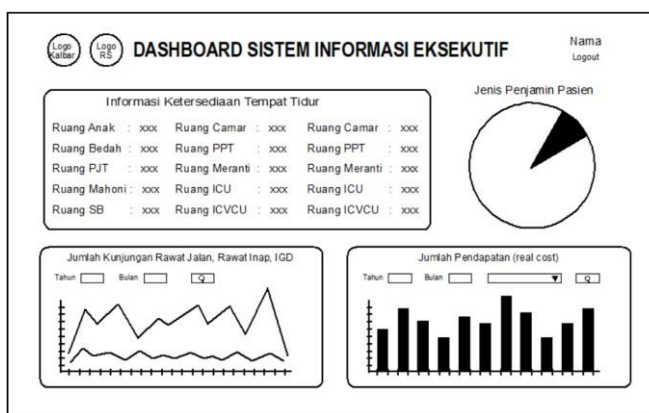 Logo Kalbar
Logo RS
DASHBOARD SISTEM INFORMASI EKSEKUTIF
Nama
Logout
Informasi Ketersediaan Tempat Tidur
Ruang Anak : xxx Ruang Camar : xxx Ruang Camar : xxx
Ruang Bedah : xxx Ruang PPT : xxx Ruang PPT : xxx
Ruang PJT : xxx Ruang Meranti : xxx Ruang Meranti : xxx
Ruang Mahoni : xxx Ruang ICU : xxx Ruang ICU : xxx
Ruang SB : xxx Ruang ICVCU : xxx Ruang ICVCU : xxx
Jenis Penjamin Pasien
Jumlah Kunjungan Rawat Jalan, Rawat Inap, IGD
Tahun Bulan
Jumlah Pendapatan (real cost)
Tahun Bulan